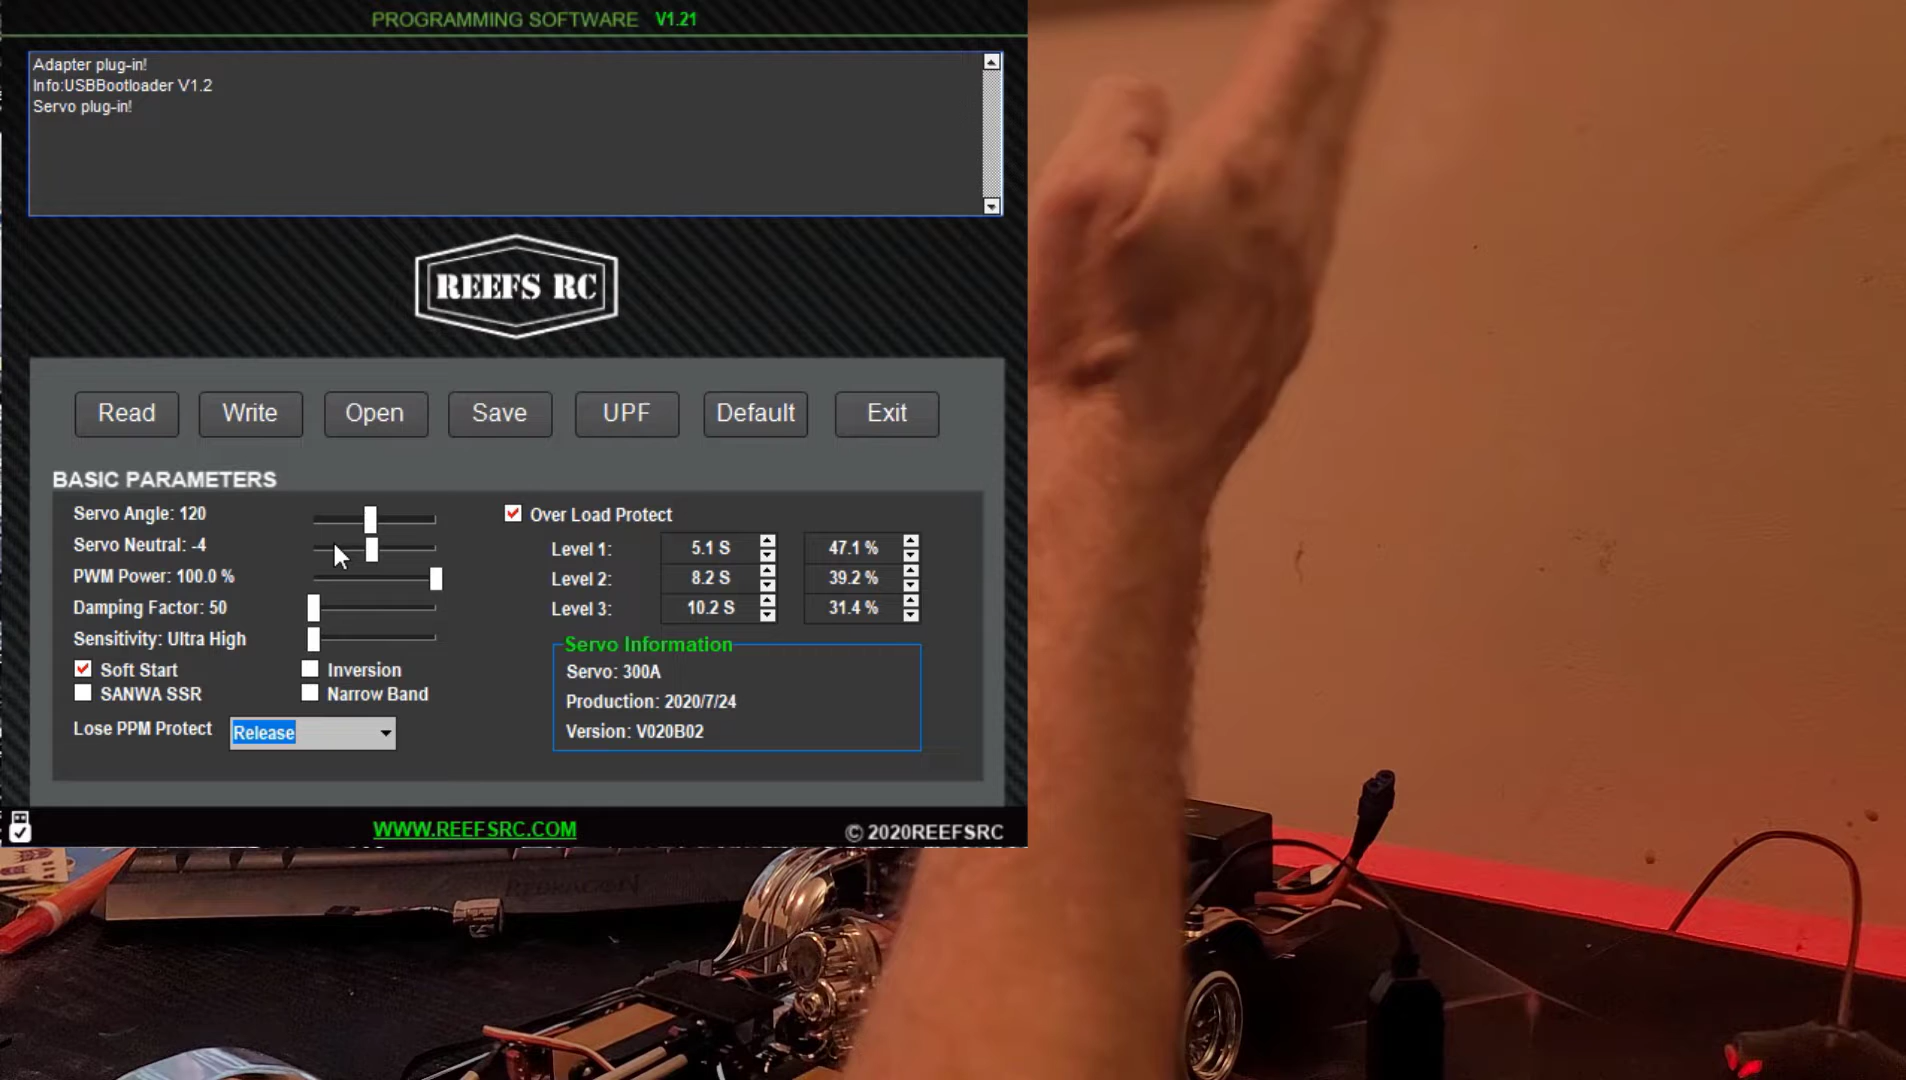 PROGRAMMING SOFTWARE V1.21
Adapter plug-in!
Info:USBBootloader V1.2
Servo plug-in!
REEFS RC
Read Write Open Save UPF Default Exit
BASIC PARAMETERS
Servo Angle: 120
Servo Neutral: -4
PWM Power: 100.0 %
Damping Factor: 50
Sensitivity: Ultra High
Soft Start Inversion
SANWA SSR Narrow Band
Lose PPM Protect Release
Over Load Protect
Level 1: 5.1 S 47.1 %
Level 2: 8.2 S 39.2 %
Level 3: 10.2 S 31.4 %
Servo Information
Servo: 300A
Production: 2020/7/24
Version: V020B02
WWW.REEFSRC.COM
© 2020REEFSRC
REDRAGON